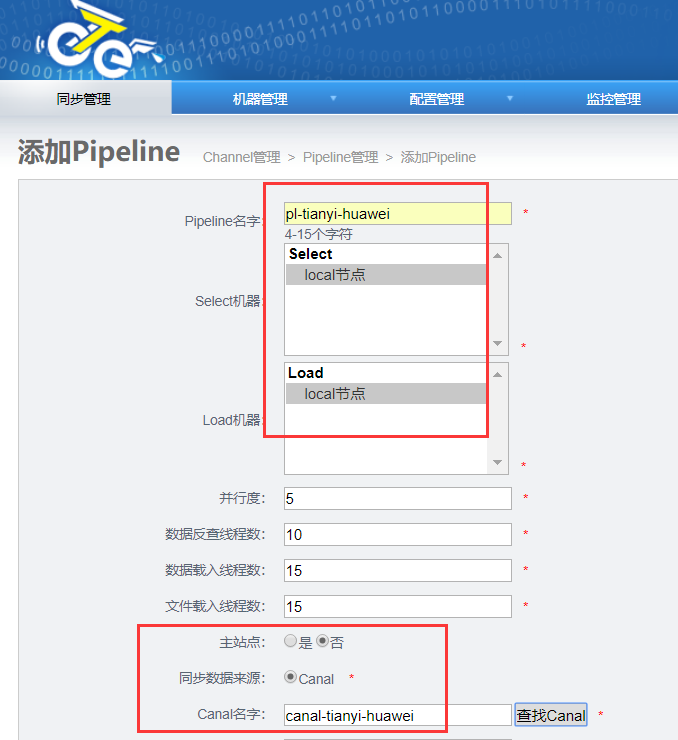 同步管理 机器管理 配置管理 监控管理
添加Pipeline Channel管理 > Pipeline管理 > 添加Pipeline
Pipeline名字: pl-tianyi-huawei *
4-15个字符
Select机器: Select
local节点
*
Load机器: Load
local节点
*
并行度: 5 *
数据反查线程数: 10 *
数据载入线程数: 15 *
文件载入线程数: 15 *
主站点: 是 否
同步数据来源: Canal *
Canal名字: canal-tianyi-huawei 查找Canal *